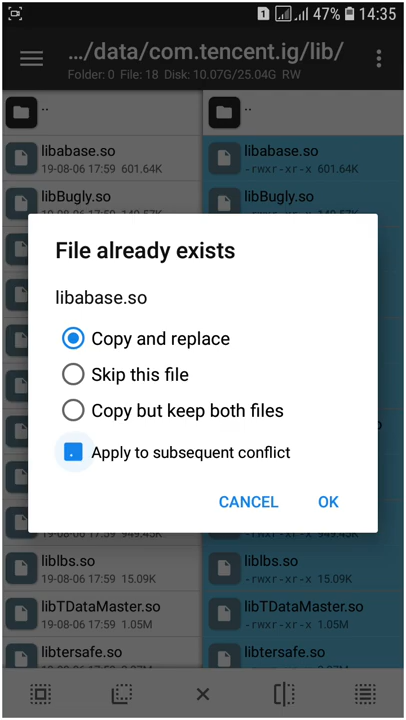 1 47% 14:35
.../data/com.tencent.ig/lib/
Folder: 0 File: 18 Disk: 10.07G/25.04G RW
..
..
libabase.so
19-08-06 17:59 601.64K
libabase.so
-rwxr-xr-x 601.64K
libBugly.so
libBugly.so
File already exists
libabase.so
Copy and replace
Skip this file
Copy but keep both files
Apply to subsequent conflict
CANCEL OK
liblbs.so
19-08-06 17:59 15.09K
liblbs.so
-rwxr-xr-x 15.09K
libTDataMaster.so
19-08-06 17:59 1.05M
libTDataMaster.so
-rwxr-xr-x 1.05M
libtersafe.so
libtersafe.so